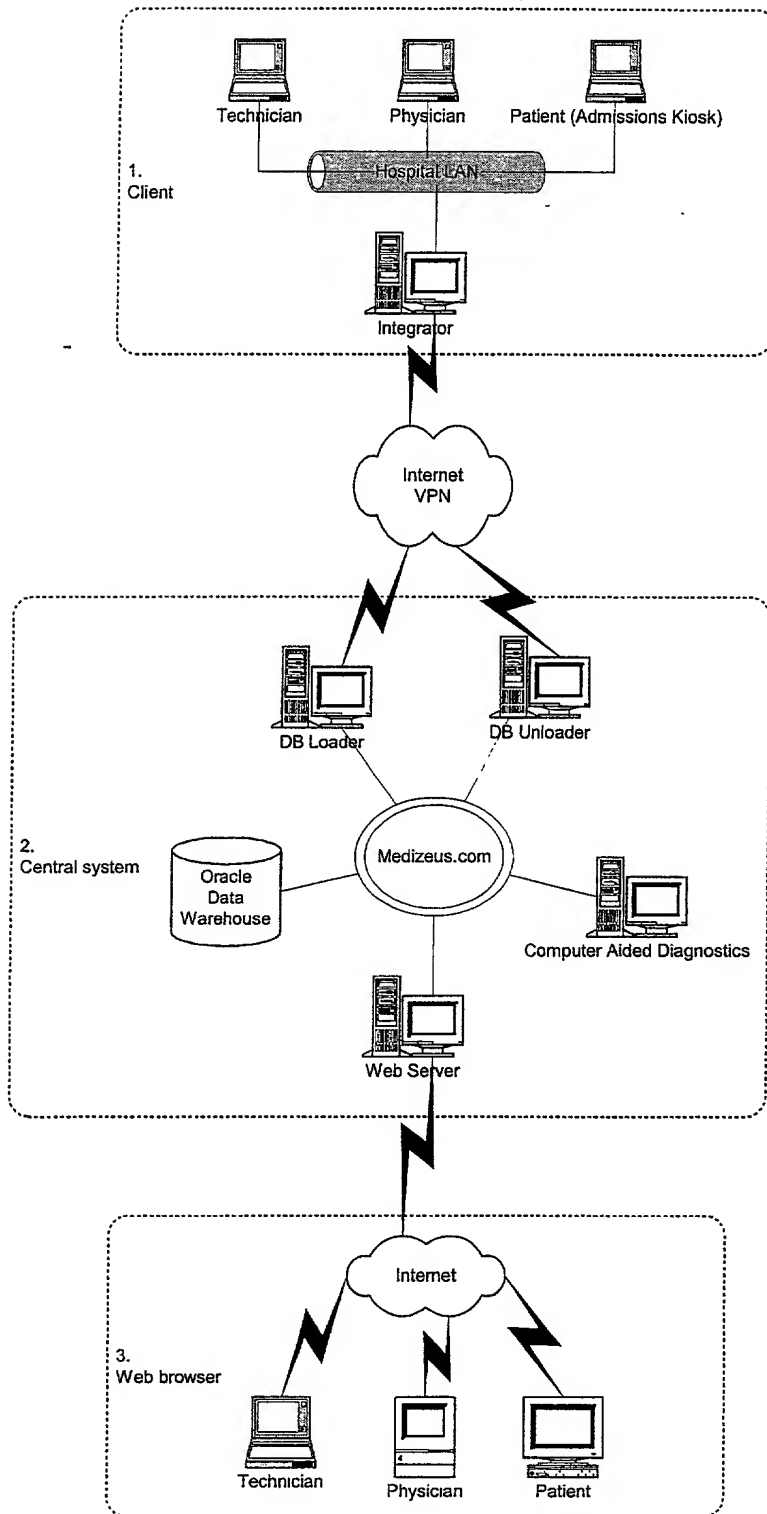 Technician
Physician
Patient (Admissions Kiosk)
Hospital LAN
1.
Client
Integrator
Internet
VPN
DB Loader
DB Unloader
2.
Central system
Medizeus.com
Oracle
Data
Warehouse
Computer Aided Diagnostics
Web Server
Internet
3.
Web browser
Technician
Physician
Patient